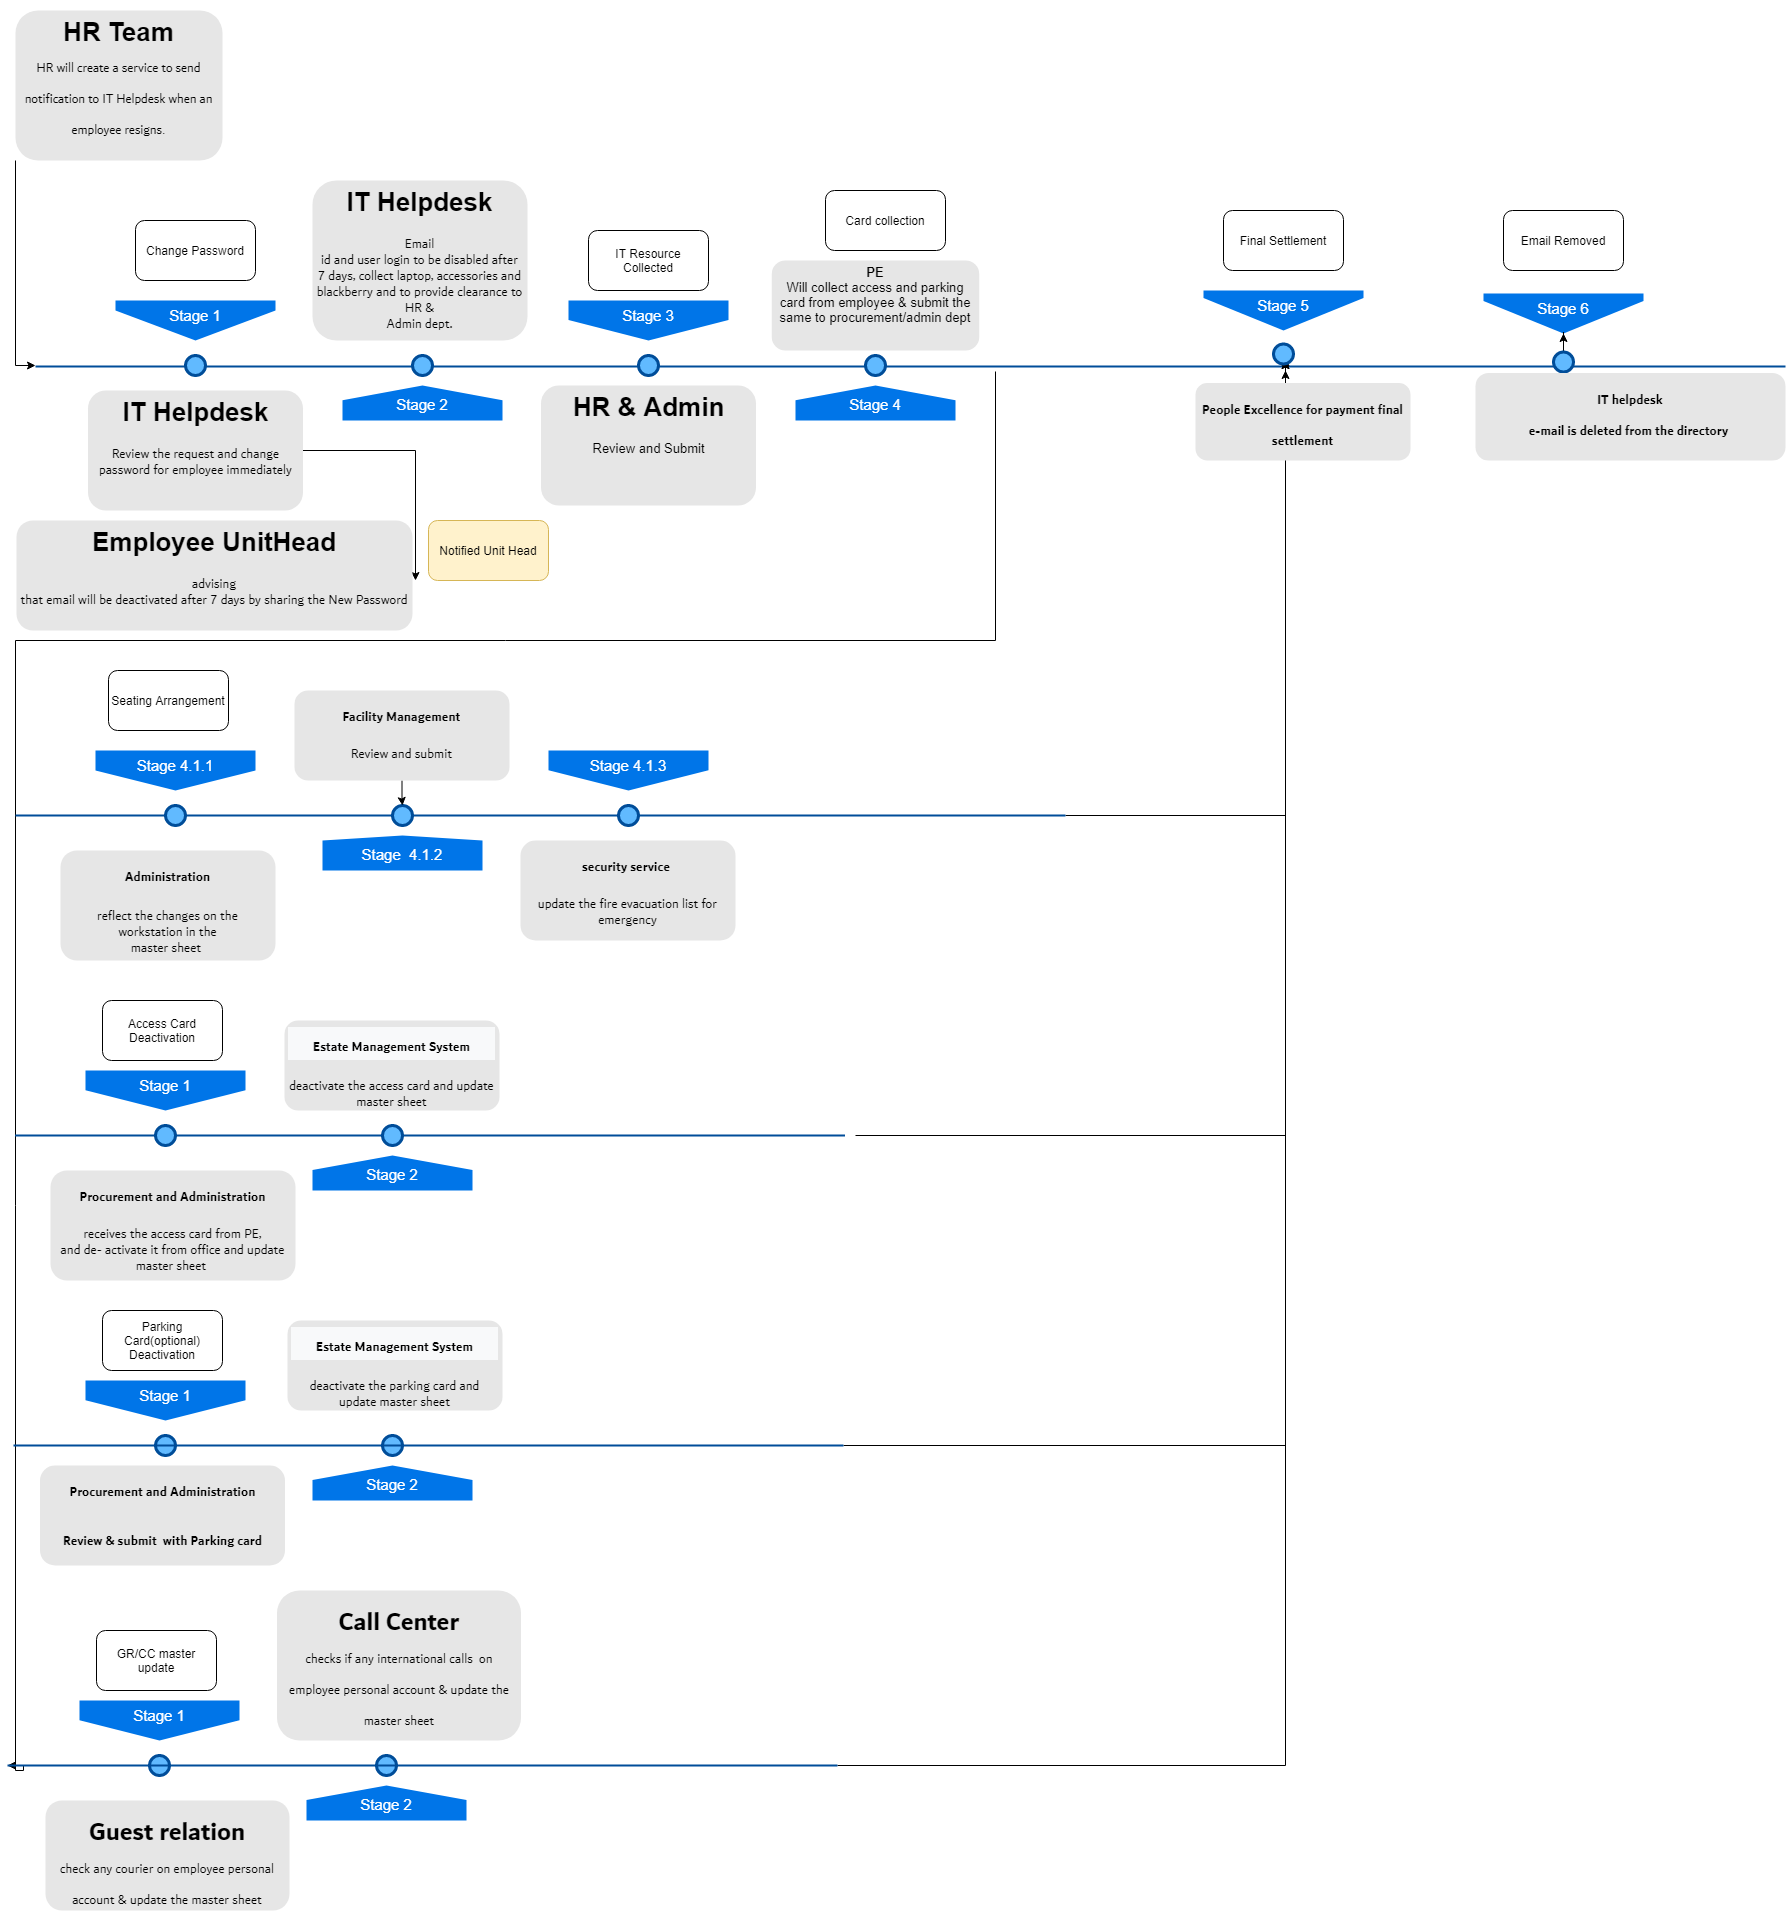 HR Team
HR will create a service to send
notification to IT Helpdesk when an
employee resigns.
Change Password
Stage 1
IT Helpdesk
Email
id and user login to be disabled after
7 days, collect laptop, accessories and
blackberry and to provide clearance to
HR &
Admin dept.
IT Resource
Collected
Stage 3
Card collection
PE
Will collect access and parking
card from employee & submit the
same to procurement/admin dept
Final Settlement
Stage 5
Email Removed
Stage 6
IT Helpdesk
Review the request and change
password for employee immediately
Stage 2
HR & Admin
Review and Submit
Stage 4
People Excellence for payment final
settlement
IT helpdesk
e-mail is deleted from the directory
Employee UnitHead
advising
that email will be deactivated after 7 days by sharing the New Password
Notified Unit Head
Seating Arrangement
Stage 4.1.1
Facility Management
Review and submit
Stage 4.1.3
Administration
reflect the changes on the
workstation in the
master sheet
Stage  4.1.2
security service
update the fire evacuation list for
emergency
Access Card
Deactivation
Stage 1
Estate Management System
deactivate the access card and update
master sheet
Procurement and Administration
receives the access card from PE,
and de- activate it from office and update
master sheet
Stage 2
Parking
Card(optional)
Deactivation
Stage 1
Estate Management System
deactivate the parking card and
update master sheet
Procurement and Administration
Review & submit  with Parking card
Stage 2
GR/CC master
update
Stage 1
Call Center
checks if any international calls  on
employee personal account & update the
master sheet
Guest relation
check any courier on employee personal
account & update the master sheet
Stage 2